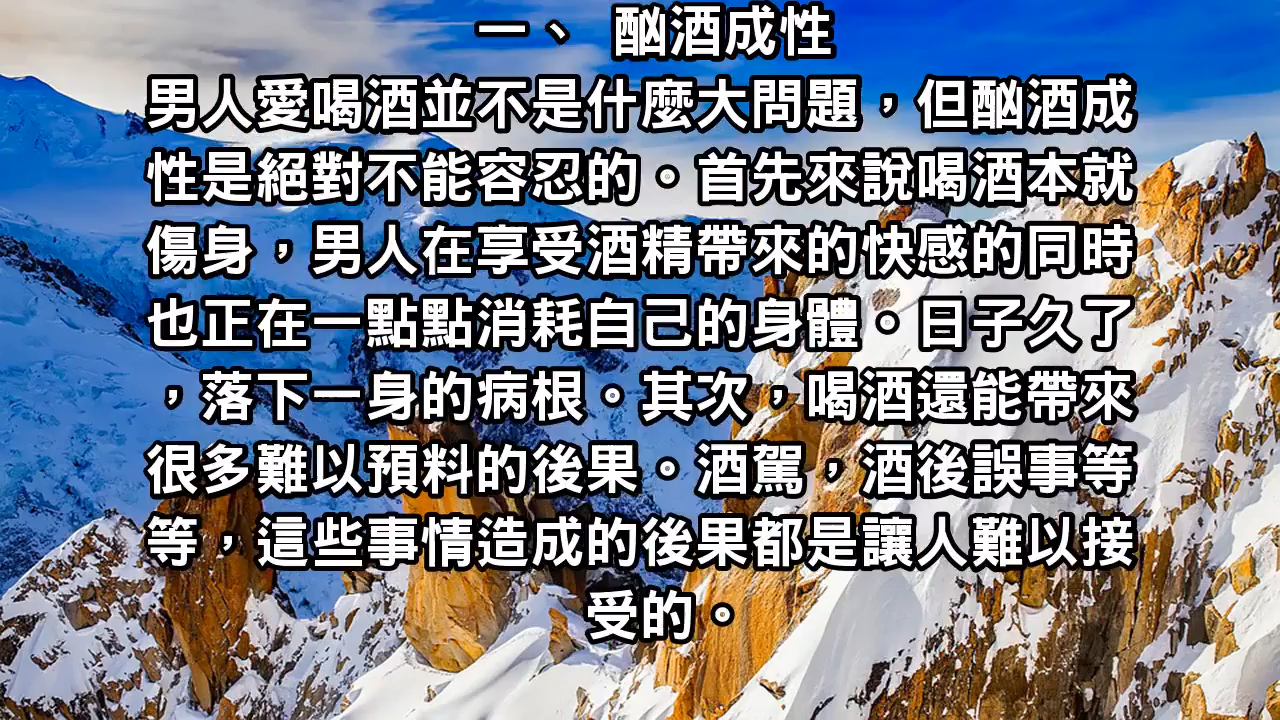 一、 酗酒成性
男人愛喝酒並不是什麼大問題，但酗酒成
性是絕對不能容忍的。首先來說喝酒本就
傷身，男人在享受酒精帶來的快感的同時
也正在一點點消耗自己的身體。日子久了
，落下一身的病根。其次，喝酒還能帶來
很多難以預料的後果。酒駕，酒後誤事等
等，這些事情造成的後果都是讓人難以接
受的。